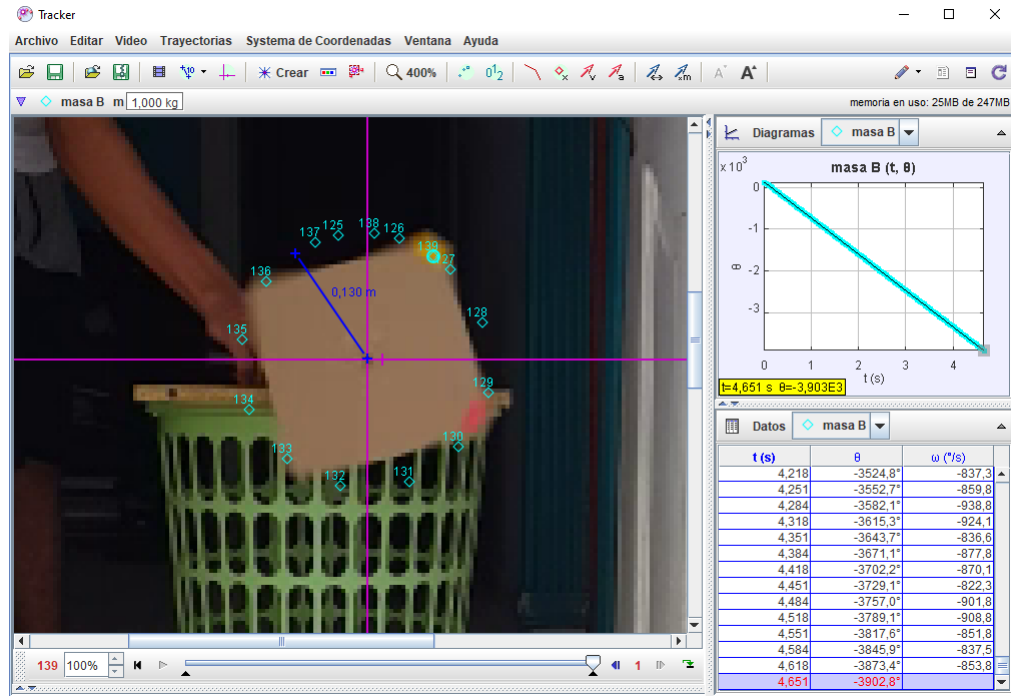 Tracker
Archivo Editar Video Trayectorias Systema de Coordenadas Ventana Ayuda
Crear 400%
masa B m 1,000 kg
memoria en uso: 25MB de 247MB
137 125 138 126 139 127
136
0,130 m
128
135
129
134
130
133
132 131
139 100% 1
Diagramas masa B
x 10³
masa B (t, θ)
0
-1
θ
-2
-3
0 1 2 3 4
t (s)
t=4,651 s θ=-3,903E3
Datos masa B
t (s) θ ω (°/s)
4,218 -3524,8° -837,3
4,251 -3552,7° -859,8
4,284 -3582,1° -938,8
4,318 -3615,3° -924,1
4,351 -3643,7° -836,6
4,384 -3671,1° -877,8
4,418 -3702,2° -870,1
4,451 -3729,1° -822,3
4,484 -3757,0° -901,8
4,518 -3789,1° -908,8
4,551 -3817,6° -851,8
4,584 -3845,9° -837,5
4,618 -3873,4° -853,8
4,651 -3902,8°